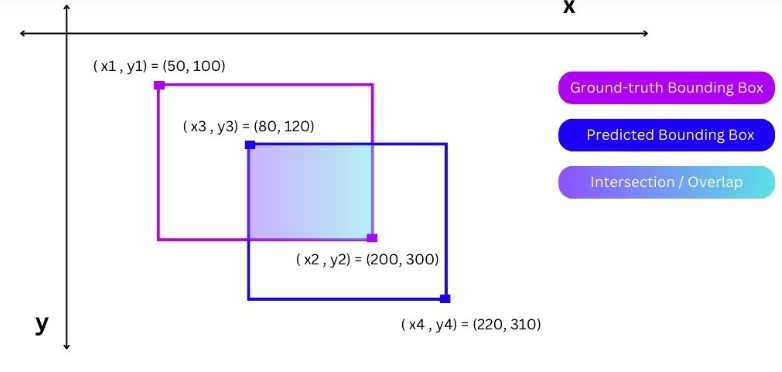 x
( x1 , y1) = (50, 100)
Ground-truth Bounding Box
( x3 , y3) = (80, 120)
Predicted Bounding Box
Intersection / Overlap
( x2 , y2) = (200, 300)
y
( x4 , y4) = (220, 310)